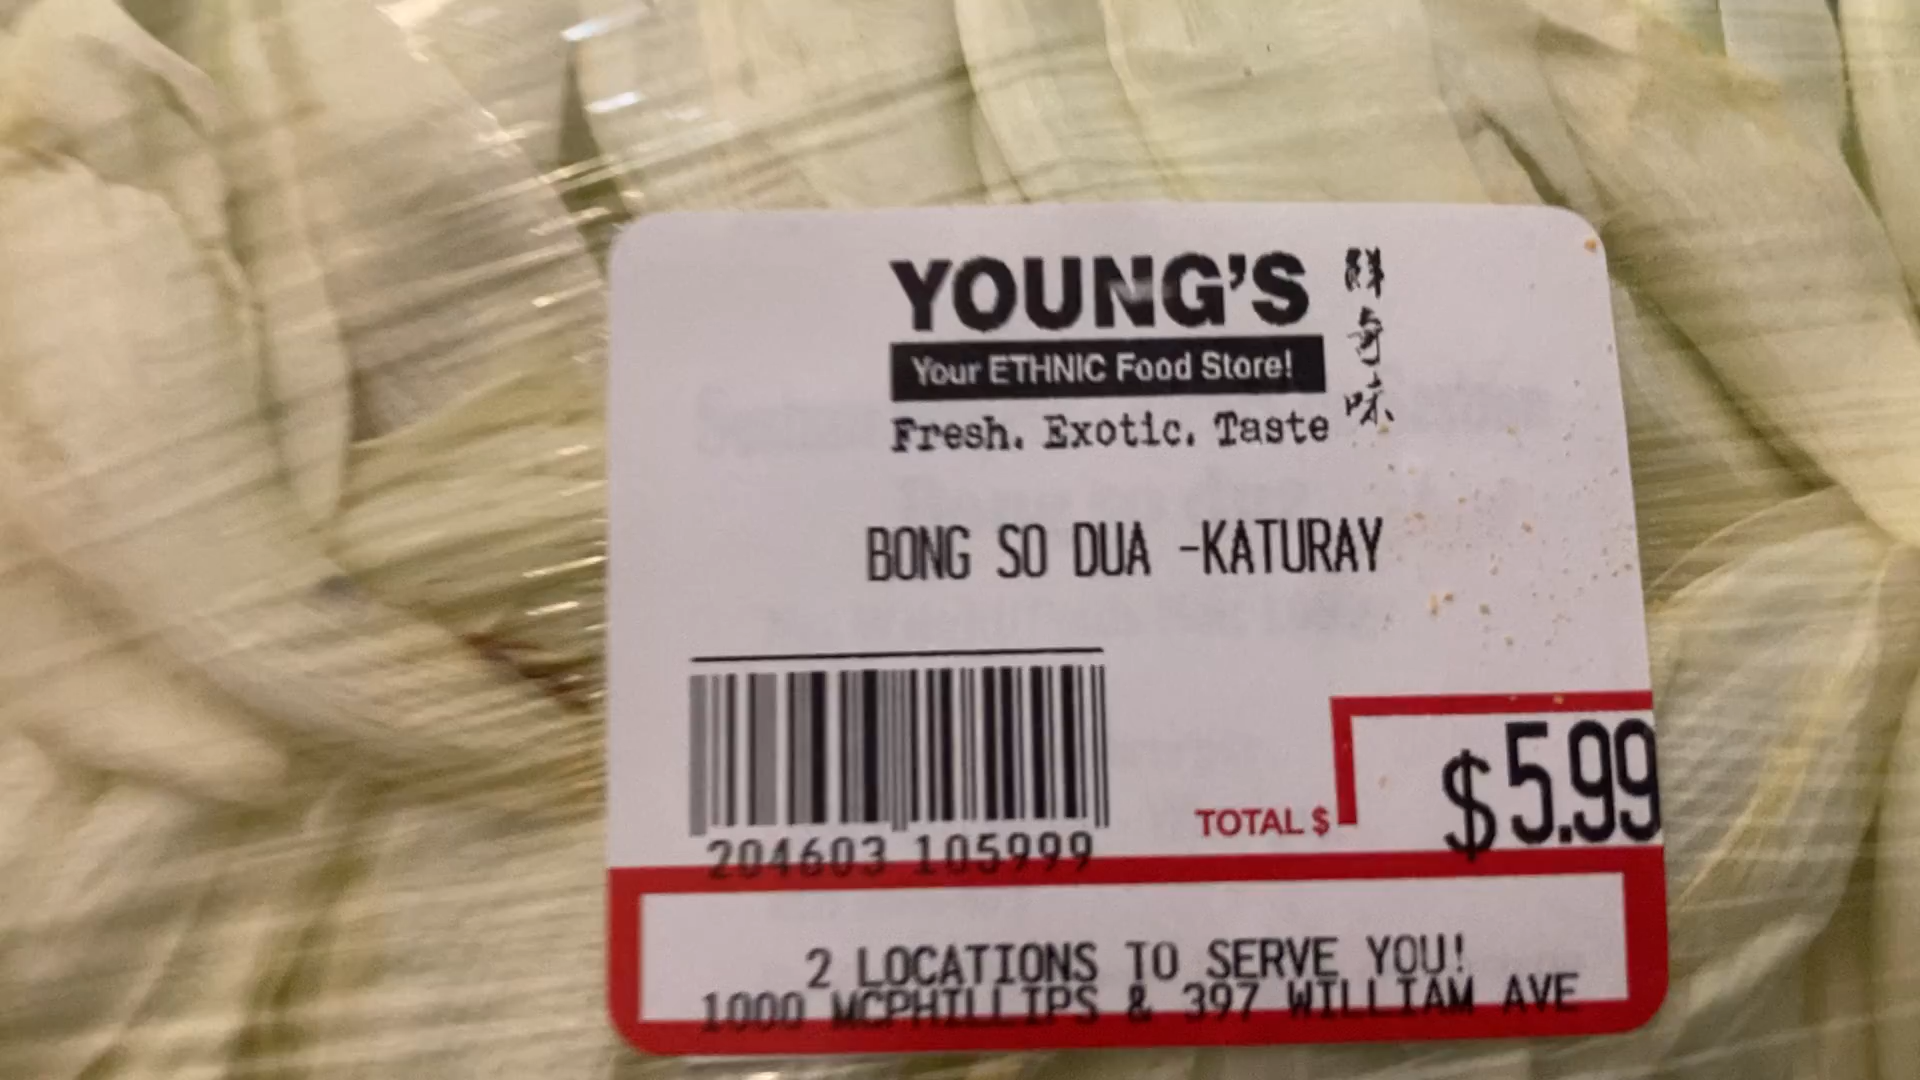 YOUNG'S
Your ETHNIC Food Store!
Fresh. Exotic. Taste
鮮奇味
BONG SO DUA -KATURAY
204603 105999
TOTAL $
$5.99
2 LOCATIONS TO SERVE YOU!
1000 MCPHILLIPS & 397 WILLIAM AVE